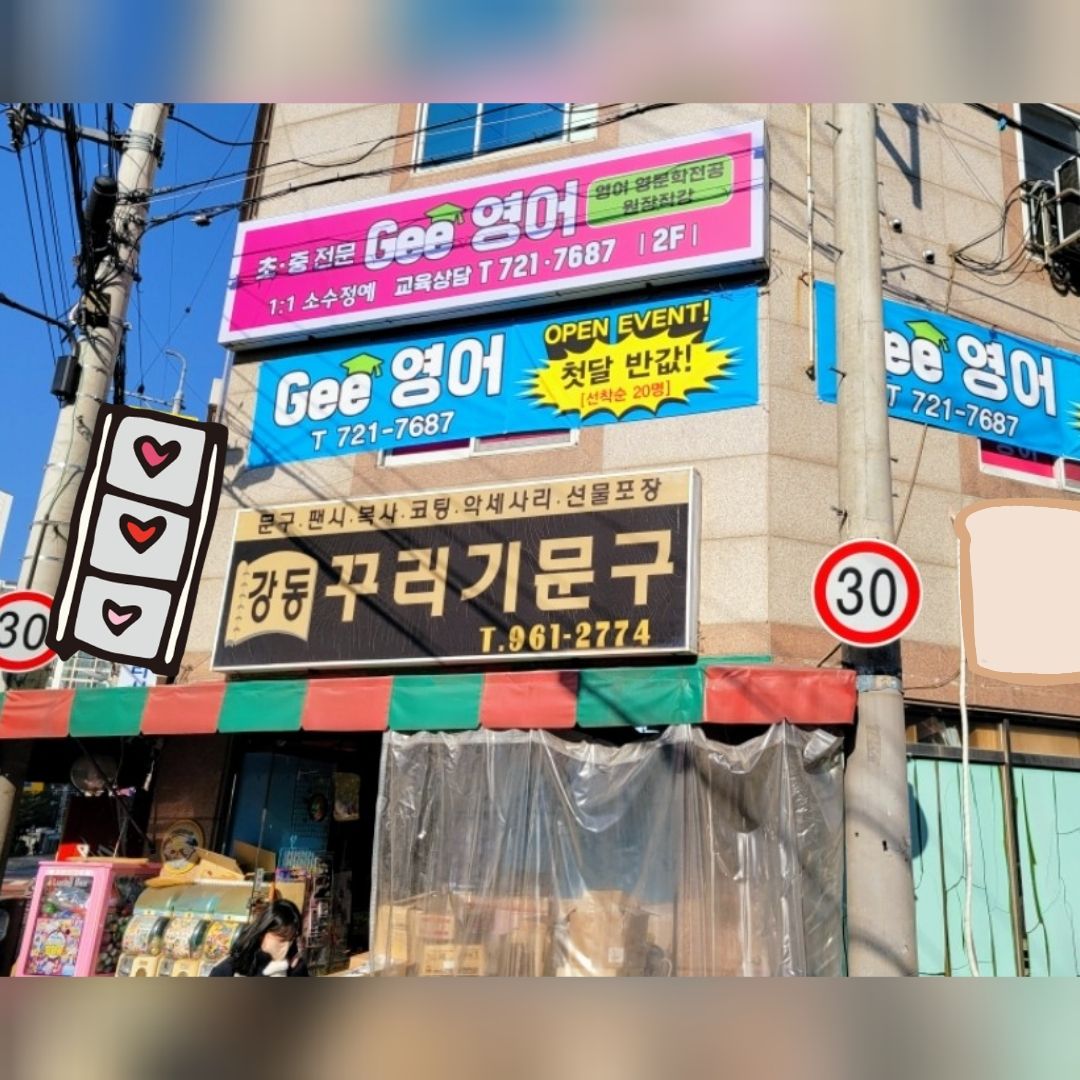 초·중 전문 Gee 영어 영어 영문학전공 원장직강
1:1 소수정예 교육상담 T 721·7687 | 2F |
Gee 영어
T 721-7687
OPEN EVENT!
첫달 반값!
[선착순 20명]
ee 영어
T 721-7687
영어
문구.팬시.복사.코팅.악세사리.선물포장
강동 꾸러기문구
T.961-2774
30
30